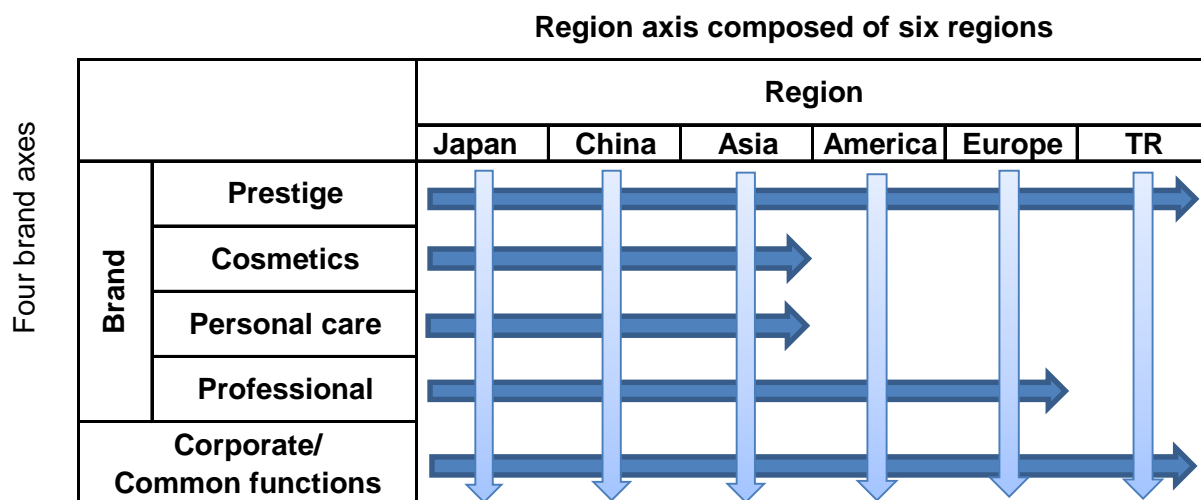 Region axis composed of six regions
Four brand axes
Region
Japan China Asia America Europe TR
Brand
Prestige
Cosmetics
Personal care
Professional
Corporate/
Common functions